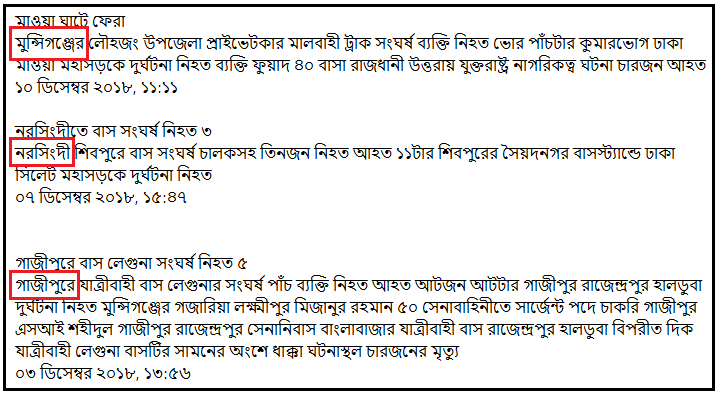 মাওয়া ঘাটে ফেরা
মুন্সিগঞ্জের লৌহজং উপজেলা প্রাইভেটকার মালবাহী ট্রাক সংঘর্ষ ব্যক্তি নিহত ভোর পাঁচটার কুমারভোগ ঢাকা
মাওয়া মহাসড়কে দুর্ঘটনা নিহত ব্যক্তি ফুয়াদ ৪০ বাসা রাজধানী উত্তরায় যুক্তরাষ্ট্র নাগরিকত্ব ঘটনা চারজন আহত
১০ ডিসেম্বর ২০১৮, ১১:১১
নরসিংদীতে বাস সংঘর্ষ নিহত ৩
নরসিংদী শিবপুরে বাস সংঘর্ষ চালকসহ তিনজন নিহত আহত ১১টার শিবপুরের সৈয়দনগর বাসস্ট্যান্ডে ঢাকা
সিলেট মহাসড়কে দুর্ঘটনা নিহত
০৭ ডিসেম্বর ২০১৮, ১৫:৪৭
গাজীপুরে বাস লেগুনা সংঘর্ষ নিহত ৫
গাজীপুরে যাত্রীবাহী বাস লেগুনার সংঘর্ষ পাঁচ ব্যক্তি নিহত আহত আটজন আটটার গাজীপুর রাজেন্দ্রপুর হালডুবা
দুর্ঘটনা নিহত মুন্সিগঞ্জের গজারিয়া লক্ষ্মীপুর মিজানুর রহমান ৫০ সেনাবাহিনীতে সার্জেন্ট পদে চাকরি গাজীপুর
এসআই শহীদুল গাজীপুর রাজেন্দ্রপুর সেনানিবাস বাংলাবাজার যাত্রীবাহী বাস রাজেন্দ্রপুর হালডুবা বিপরীত দিক
যাত্রীবাহী লেগুনা বাসটির সামনের অংশে ধাক্কা ঘটনাস্থল চারজনের মৃত্যু
০৩ ডিসেম্বর ২০১৮, ১৩:৫৬